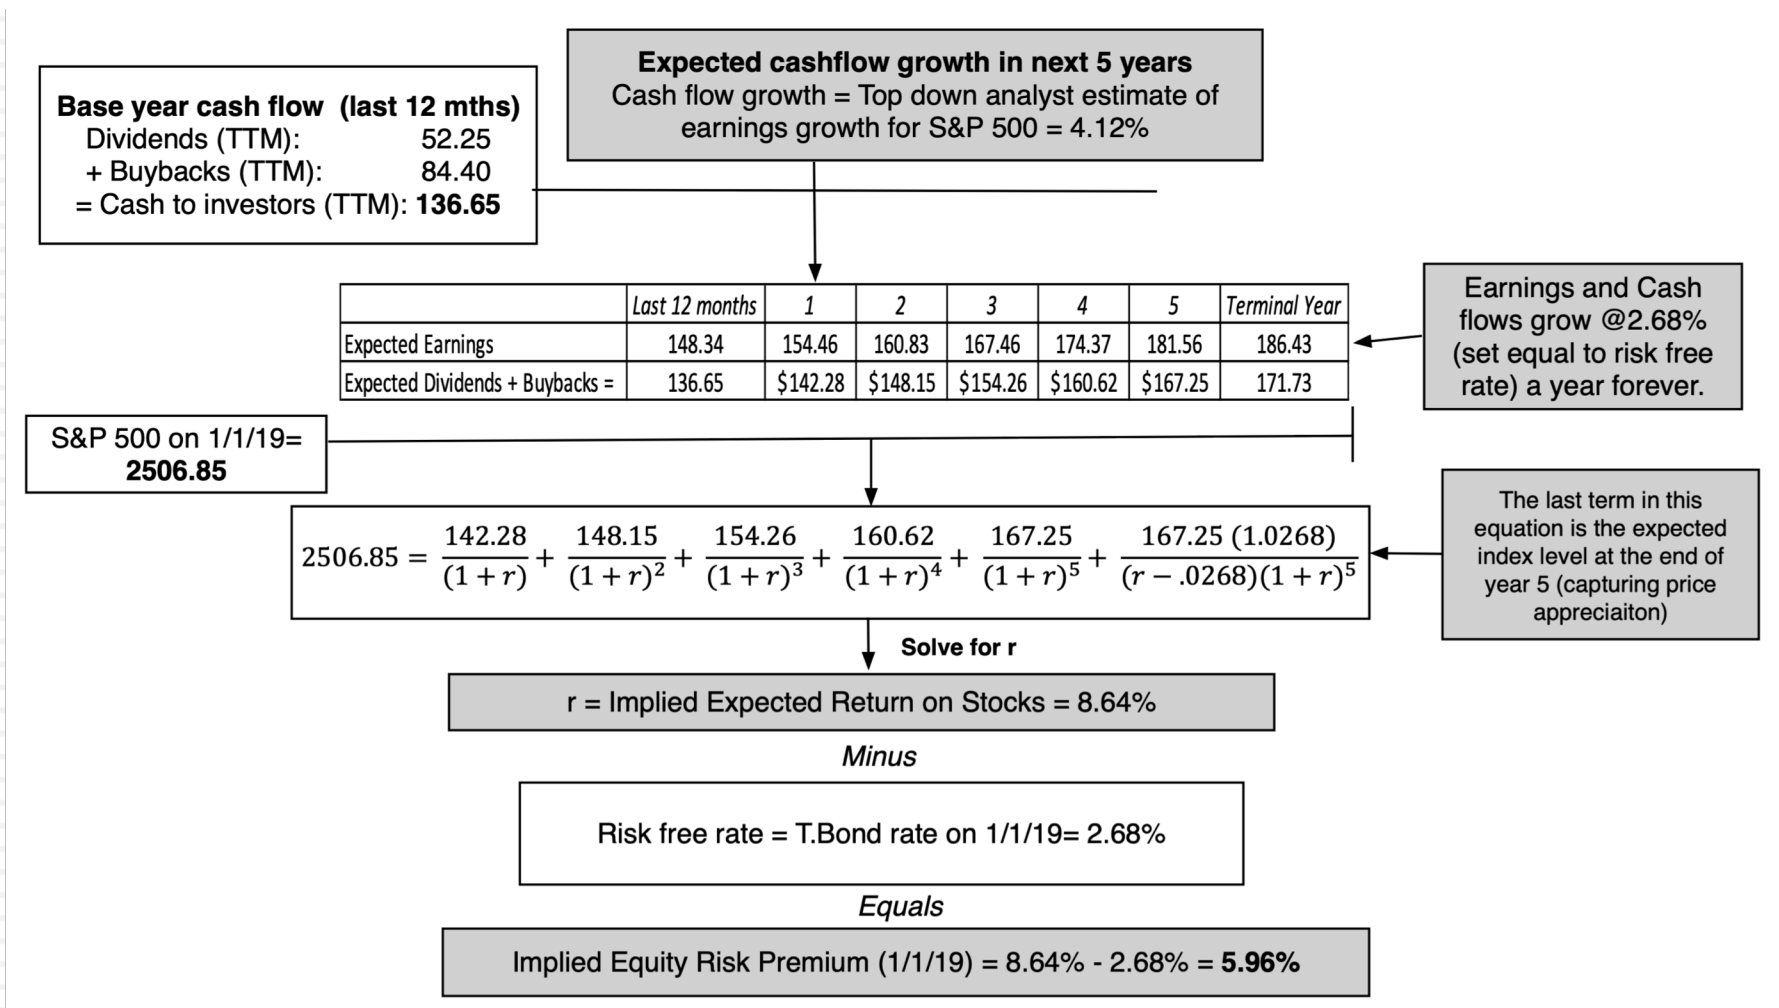 Expected cashflow growth in next 5 years
Cash flow growth = Top down analyst estimate of
earnings growth for S&P 500 = 4.12%
Base year cash flow (last 12 mths)
Dividends (TTM): 52.25
+ Buybacks (TTM): 84.40
= Cash to investors (TTM): 136.65
Last 12 months 1 2 3 4 5 Terminal Year
Expected Earnings 148.34 154.46 160.83 167.46 174.37 181.56 186.43
Expected Dividends + Buybacks = 136.65 $142.28 $148.15 $154.26 $160.62 $167.25 171.73
Earnings and Cash
flows grow @2.68%
(set equal to risk free
rate) a year forever.
S&P 500 on 1/1/19=
2506.85
2506.85 = 142.28/(1 + r) + 148.15/(1 + r)^2 + 154.26/(1 + r)^3 + 160.62/(1 + r)^4 + 167.25/(1 + r)^5 + 167.25 (1.0268)/(r − .0268)(1 + r)^5
The last term in this
equation is the expected
index level at the end of
year 5 (capturing price
appreciaiton)
Solve for r
r = Implied Expected Return on Stocks = 8.64%
Minus
Risk free rate = T.Bond rate on 1/1/19= 2.68%
Equals
Implied Equity Risk Premium (1/1/19) = 8.64% - 2.68% = 5.96%